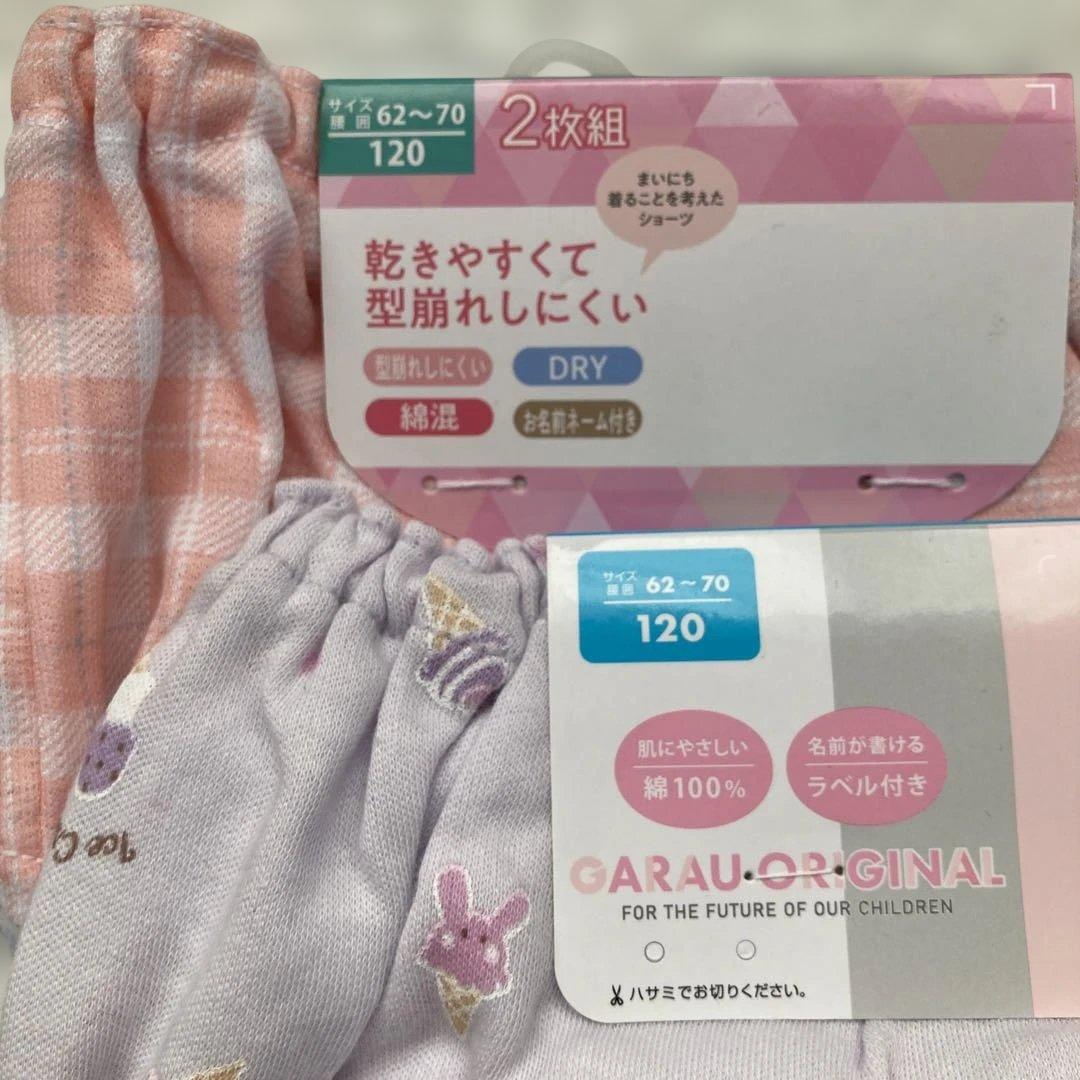 サイズ
腰囲 62〜70
120
2枚組
まいにち
着ることを考えた
ショーツ
乾きやすくて
型崩れしにくい
型崩れしにくい
DRY
綿混
お名前ネーム付き
サイズ
腰囲 62〜70
120
肌にやさしい
綿100%
名前が書ける
ラベル付き
GARAU・ORIGINAL
FOR THE FUTURE OF OUR CHILDREN
ハサミでお切りください。